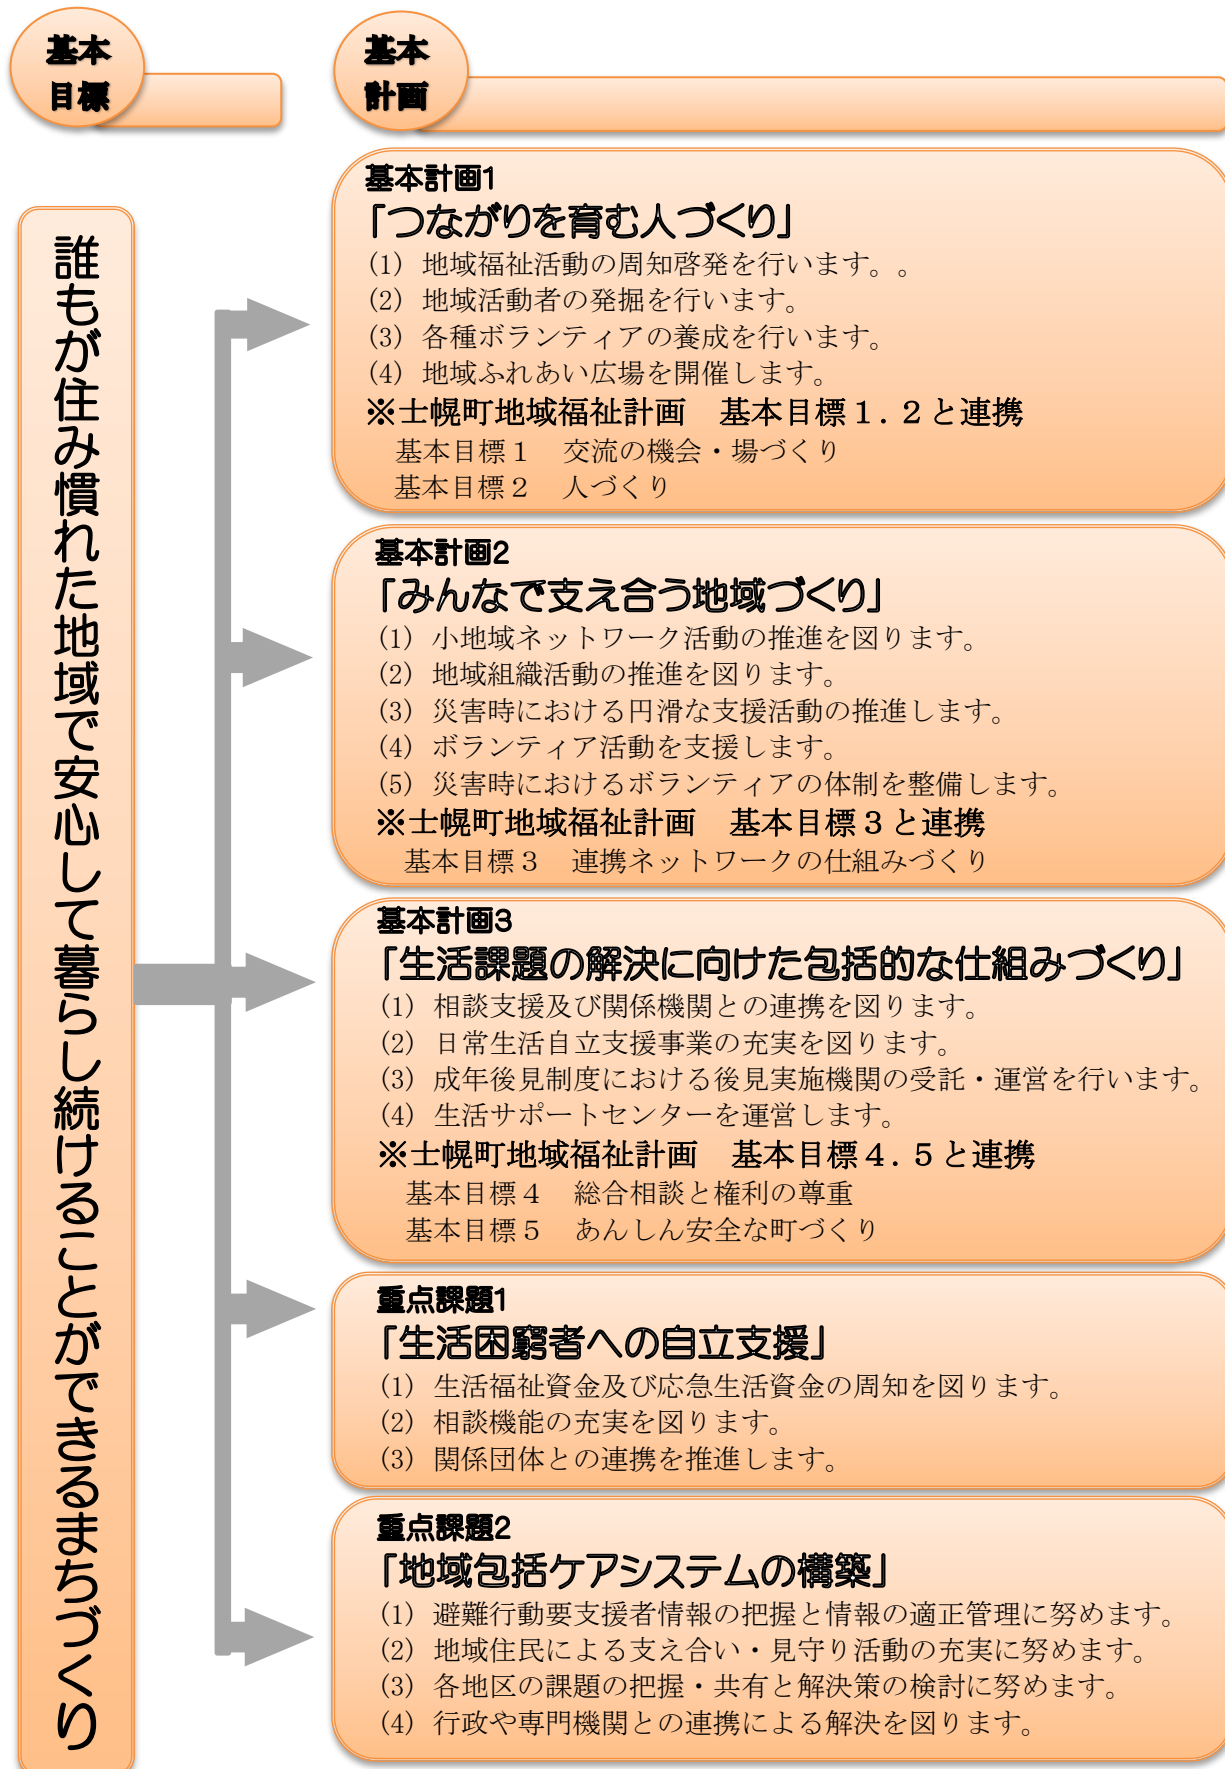 基本
目標
基本
計画
誰もが住み慣れた地域で安心して暮らし続けることができるまちづくり
基本計画1
「つながりを育む人づくり」
(1) 地域福祉活動の周知啓発を行います。。
(2) 地域活動者の発掘を行います。
(3) 各種ボランティアの養成を行います。
(4) 地域ふれあい広場を開催します。
※士幌町地域福祉計画　基本目標１．２と連携
基本目標１　交流の機会・場づくり
基本目標２　人づくり
基本計画2
「みんなで支え合う地域づくり」
(1) 小地域ネットワーク活動の推進を図ります。
(2) 地域組織活動の推進を図ります。
(3) 災害時における円滑な支援活動の推進します。
(4) ボランティア活動を支援します。
(5) 災害時におけるボランティアの体制を整備します。
※士幌町地域福祉計画　基本目標３と連携
基本目標３　連携ネットワークの仕組みづくり
基本計画3
「生活課題の解決に向けた包括的な仕組みづくり」
(1) 相談支援及び関係機関との連携を図ります。
(2) 日常生活自立支援事業の充実を図ります。
(3) 成年後見制度における後見実施機関の受託・運営を行います。
(4) 生活サポートセンターを運営します。
※士幌町地域福祉計画　基本目標４．５と連携
基本目標４　総合相談と権利の尊重
基本目標５　あんしん安全な町づくり
重点課題1
「生活困窮者への自立支援」
(1) 生活福祉資金及び応急生活資金の周知を図ります。
(2) 相談機能の充実を図ります。
(3) 関係団体との連携を推進します。
重点課題2
「地域包括ケアシステムの構築」
(1) 避難行動要支援者情報の把握と情報の適正管理に努めます。
(2) 地域住民による支え合い・見守り活動の充実に努めます。
(3) 各地区の課題の把握・共有と解決策の検討に努めます。
(4) 行政や専門機関との連携による解決を図ります。